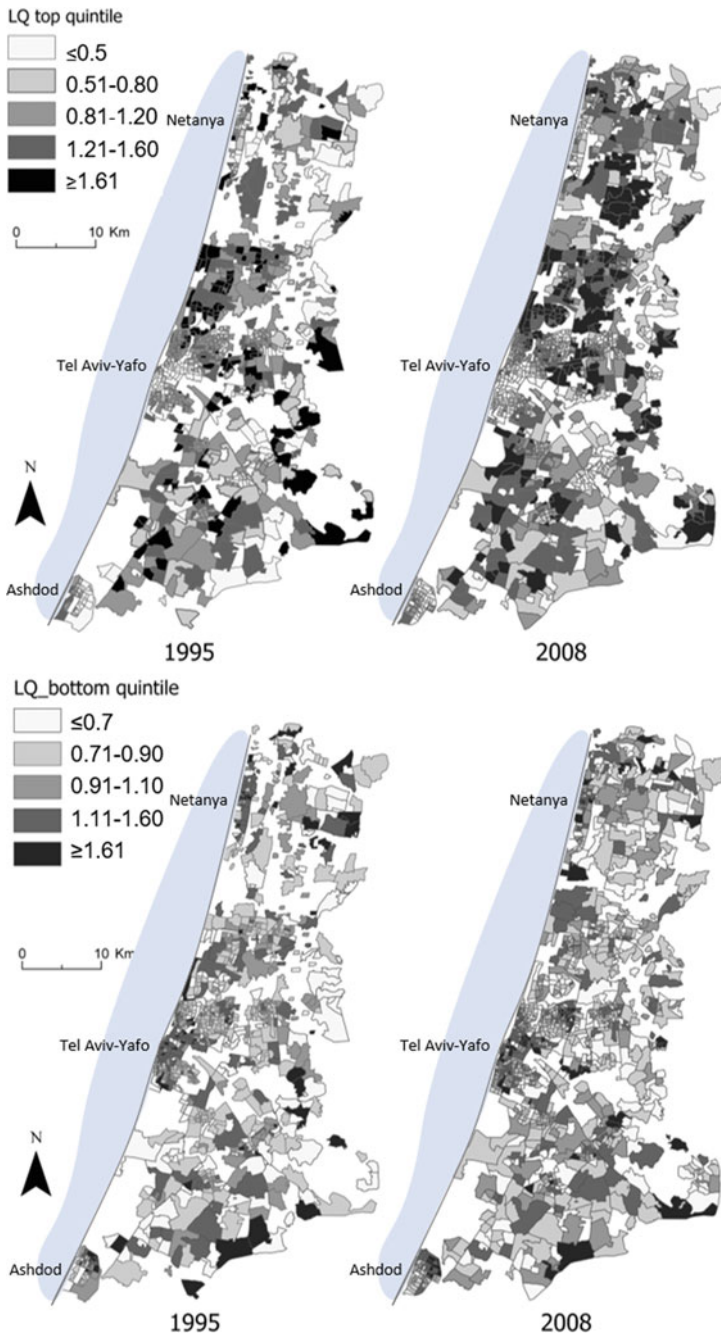 LQ top quintile
≤0.5
0.51-0.80
0.81-1.20
1.21-1.60
≥1.61
0 10 Km
Netanya
Netanya
Tel Aviv-Yafo
Tel Aviv-Yafo
N
Ashdod
Ashdod
1995
2008
LQ_bottom quintile
≤0.7
0.71-0.90
0.91-1.10
1.11-1.60
≥1.61
Netanya
Netanya
0 10 Km
Tel Aviv-Yafo
Tel Aviv-Yafo
N
Ashdod
Ashdod
1995
2008